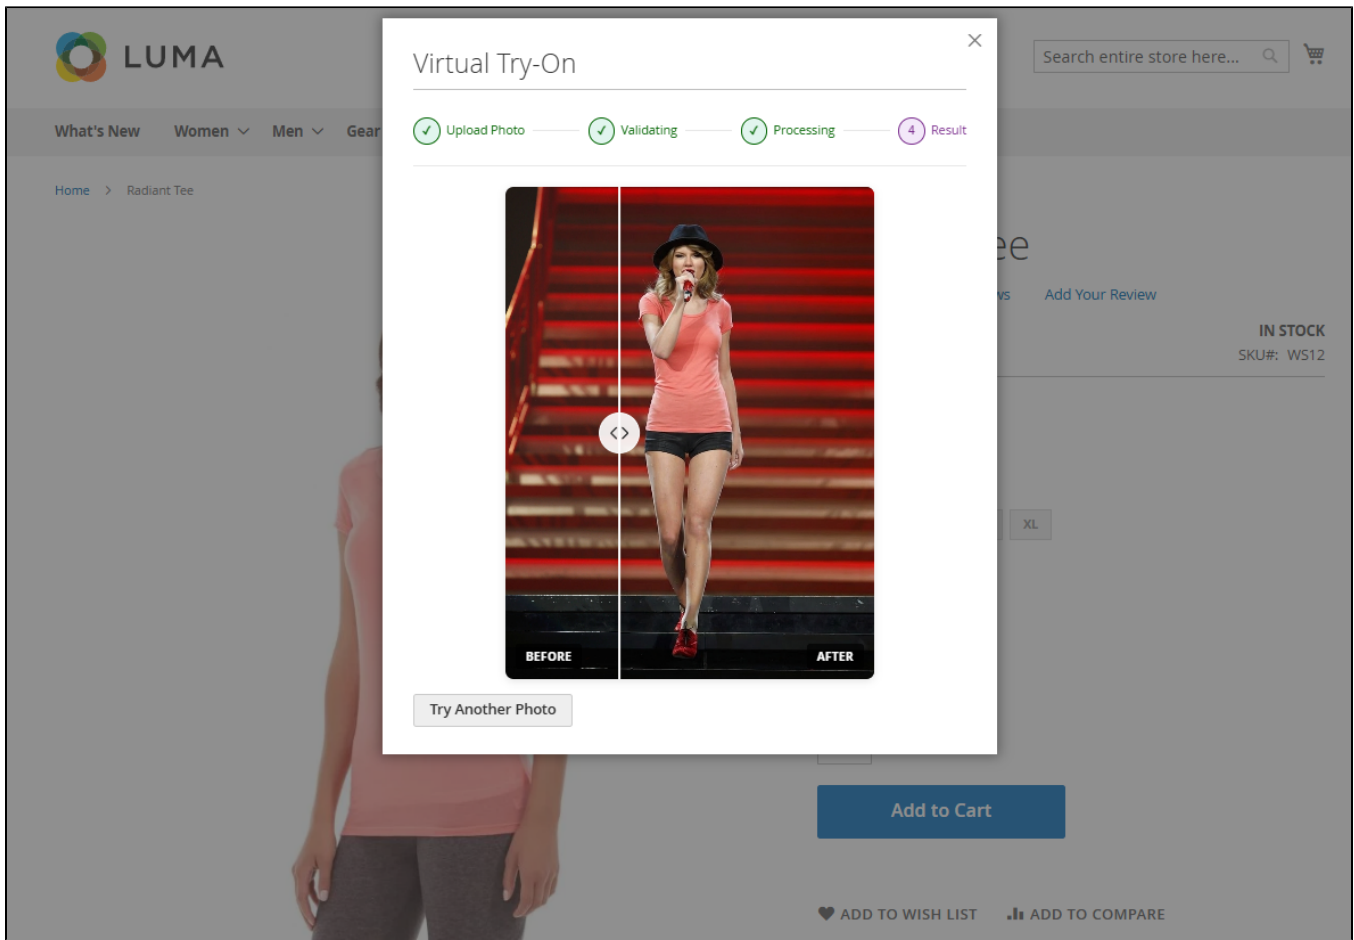 LUMA
Search entire store here...
What's New Women Men Gear
Home > Radiant Tee
Virtual Try-On
✓ Upload Photo ✓ Validating ✓ Processing 4 Result
BEFORE
AFTER
Try Another Photo
ee
ws Add Your Review
IN STOCK
SKU#: WS12
XL
Add to Cart
ADD TO WISH LIST ADD TO COMPARE